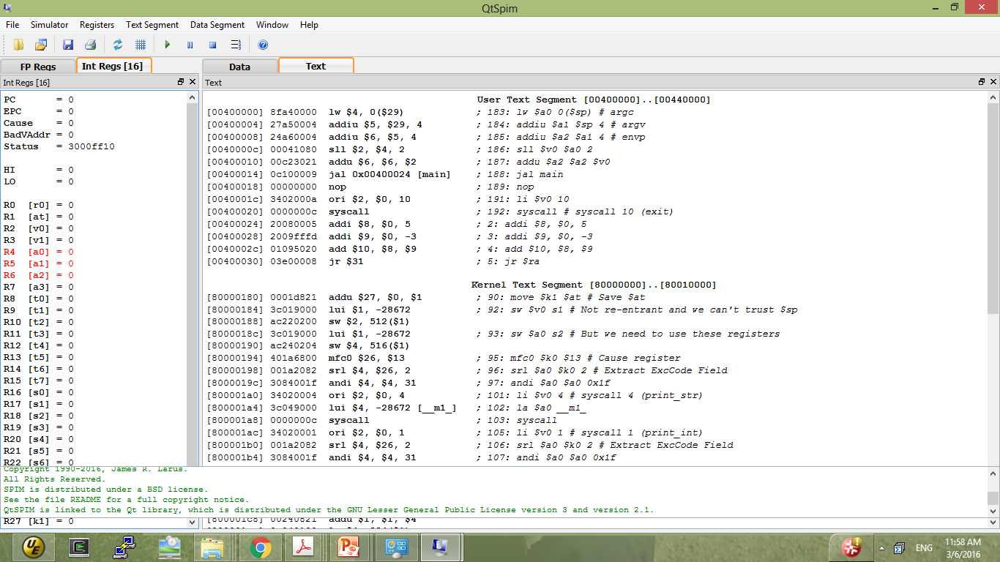 QtSpim
File Simulator Registers Text Segment Data Segment Window Help
FP Regs Int Regs [16] Data Text
Int Regs [16]
PC = 0
EPC = 0
Cause = 0
BadVAddr = 0
Status = 3000ff10
HI = 0
LO = 0
R0 [r0] = 0
R1 [at] = 0
R2 [v0] = 0
R3 [v1] = 0
R4 [a0] = 0
R5 [a1] = 0
R6 [a2] = 0
R7 [a3] = 0
R8 [t0] = 0
R9 [t1] = 0
R10 [t2] = 0
R11 [t3] = 0
R12 [t4] = 0
R13 [t5] = 0
R14 [t6] = 0
R15 [t7] = 0
R16 [s0] = 0
R17 [s1] = 0
R18 [s2] = 0
R19 [s3] = 0
R20 [s4] = 0
R21 [s5] = 0
R22 [s6] = 0
Text
User Text Segment [00400000]..[00440000]
[00400000] 8fa40000 lw $4, 0($29) ; 183: lw $a0 0($sp) # argc
[00400004] 27a50004 addiu $5, $29, 4 ; 184: addiu $a1 $sp 4 # argv
[00400008] 24a60004 addiu $6, $5, 4 ; 185: addiu $a2 $a1 4 # envp
[0040000c] 00041080 sll $2, $4, 2 ; 186: sll $v0 $a0 2
[00400010] 00c23021 addu $6, $6, $2 ; 187: addu $a2 $a2 $v0
[00400014] 0c100009 jal 0x00400024 [main] ; 188: jal main
[00400018] 00000000 nop ; 189: nop
[0040001c] 3402000a ori $2, $0, 10 ; 191: li $v0 10
[00400020] 0000000c syscall ; 192: syscall # syscall 10 (exit)
[00400024] 20080005 addi $8, $0, 5 ; 2: addi $8, $0, 5
[00400028] 2009fffd addi $9, $0, -3 ; 3: addi $9, $0, -3
[0040002c] 01095020 add $10, $8, $9 ; 4: add $10, $8, $9
[00400030] 03e00008 jr $31 ; 5: jr $ra
Kernel Text Segment [80000000]..[80010000]
[80000180] 0001d821 addu $27, $0, $1 ; 90: move $k1 $at # Save $at
[80000184] 3c019000 lui $1, -28672 ; 92: sw $v0 s1 # Not re-entrant and we can't trust $sp
[80000188] ac220200 sw $2, 512($1)
[8000018c] 3c019000 lui $1, -28672 ; 93: sw $a0 s2 # But we need to use these registers
[80000190] ac240204 sw $4, 516($1)
[80000194] 401a6800 mfc0 $26, $13 ; 95: mfc0 $k0 $13 # Cause register
[80000198] 001a2082 srl $4, $26, 2 ; 96: srl $a0 $k0 2 # Extract ExcCode Field
[8000019c] 3084001f andi $4, $4, 31 ; 97: andi $a0 $a0 0x1f
[800001a0] 34020004 ori $2, $0, 4 ; 101: li $v0 4 # syscall 4 (print_str)
[800001a4] 3c049000 lui $4, -28672 [__m1_] ; 102: la $a0 __m1_
[800001a8] 0000000c syscall ; 103: syscall
[800001ac] 34020001 ori $2, $0, 1 ; 105: li $v0 1 # syscall 1 (print_int)
[800001b0] 001a2082 srl $4, $26, 2 ; 106: srl $a0 $k0 2 # Extract ExcCode Field
[800001b4] 3084001f andi $4, $4, 31 ; 107: andi $a0 $a0 0x1f
Copyright 1990-2016, James R. Larus.
All Rights Reserved.
SPIM is distributed under a BSD license.
See the file README for a full copyright notice.
QtSPIM is linked to the Qt library, which is distributed under the GNU Lesser General Public License version 3 and version 2.1.
R27 [k1] = 0
[800001c8] 00240821 addu $1, $1, $4
ENG
11:58 AM
3/6/2016